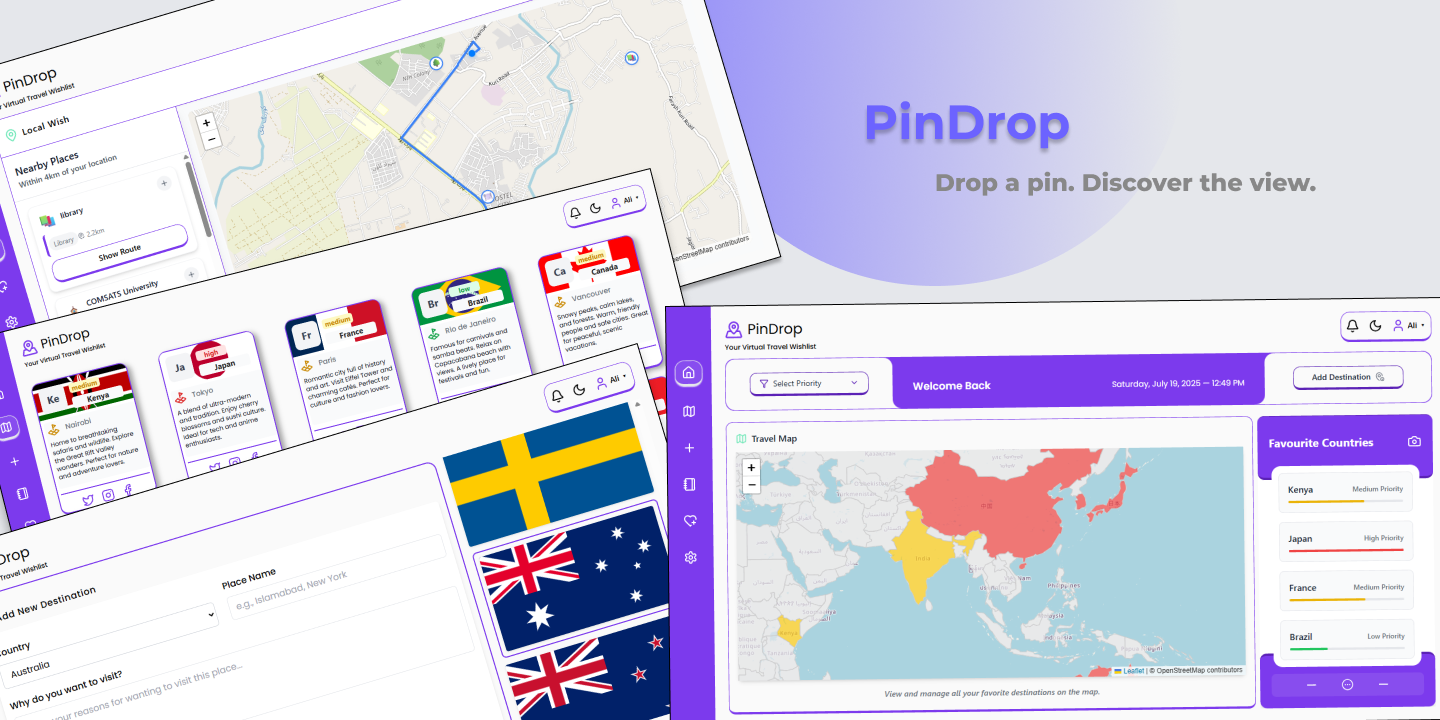 PinDrop
Drop a pin. Discover the view.
PinDrop
Virtual Travel Wishlist
Local Wish
Nearby Places
Within 4km of your location
+
library
Library
2.2km
Show Route
+
COMSATS University
+
−
Kuri Road
OpenStreetMap contributors
PinDrop
Your Virtual Travel Wishlist
Ali
Ke
medium
Kenya
Nairobi
Home to breathtaking
safaris and wildlife. Explore
the Great Rift Valley
wonders. Perfect for nature
and adventure lovers.
Ja
high
Japan
Tokyo
A blend of ultra-modern
and tradition. Enjoy cherry
blossoms and sushi culture.
Ideal for tech and anime
enthusiasts.
Fr
medium
France
Paris
Romantic city full of history
and art. Visit Eiffel Tower and
charming cafés. Perfect for
culture and fashion lovers.
Br
low
Brazil
Rio de Janeiro
Famous for carnivals and
samba beats. Relax on
Copacabana beach with
views. A lively place for
festivals and fun.
Ca
medium
Canada
Vancouver
Snowy peaks, calm lakes,
and forests. Warm, friendly
people and safe cities. Great
for peaceful, scenic
vacations.
Drop
Travel Wishlist
Ali
Add New Destination
Country
Australia
Place Name
e.g., Islamabad, New York
Why do you want to visit?
your reasons for wanting to visit this place...
PinDrop
Your Virtual Travel Wishlist
Ali
Select Priority
Welcome Back
Saturday, July 19, 2025 — 12:49 PM
Add Destination
Travel Map
+
−
中国
India
Kenya
Philippines
Leaflet | © OpenStreetMap contributors
View and manage all your favorite destinations on the map.
Favourite Countries
Kenya
Medium Priority
Japan
High Priority
France
Medium Priority
Brazil
Low Priority